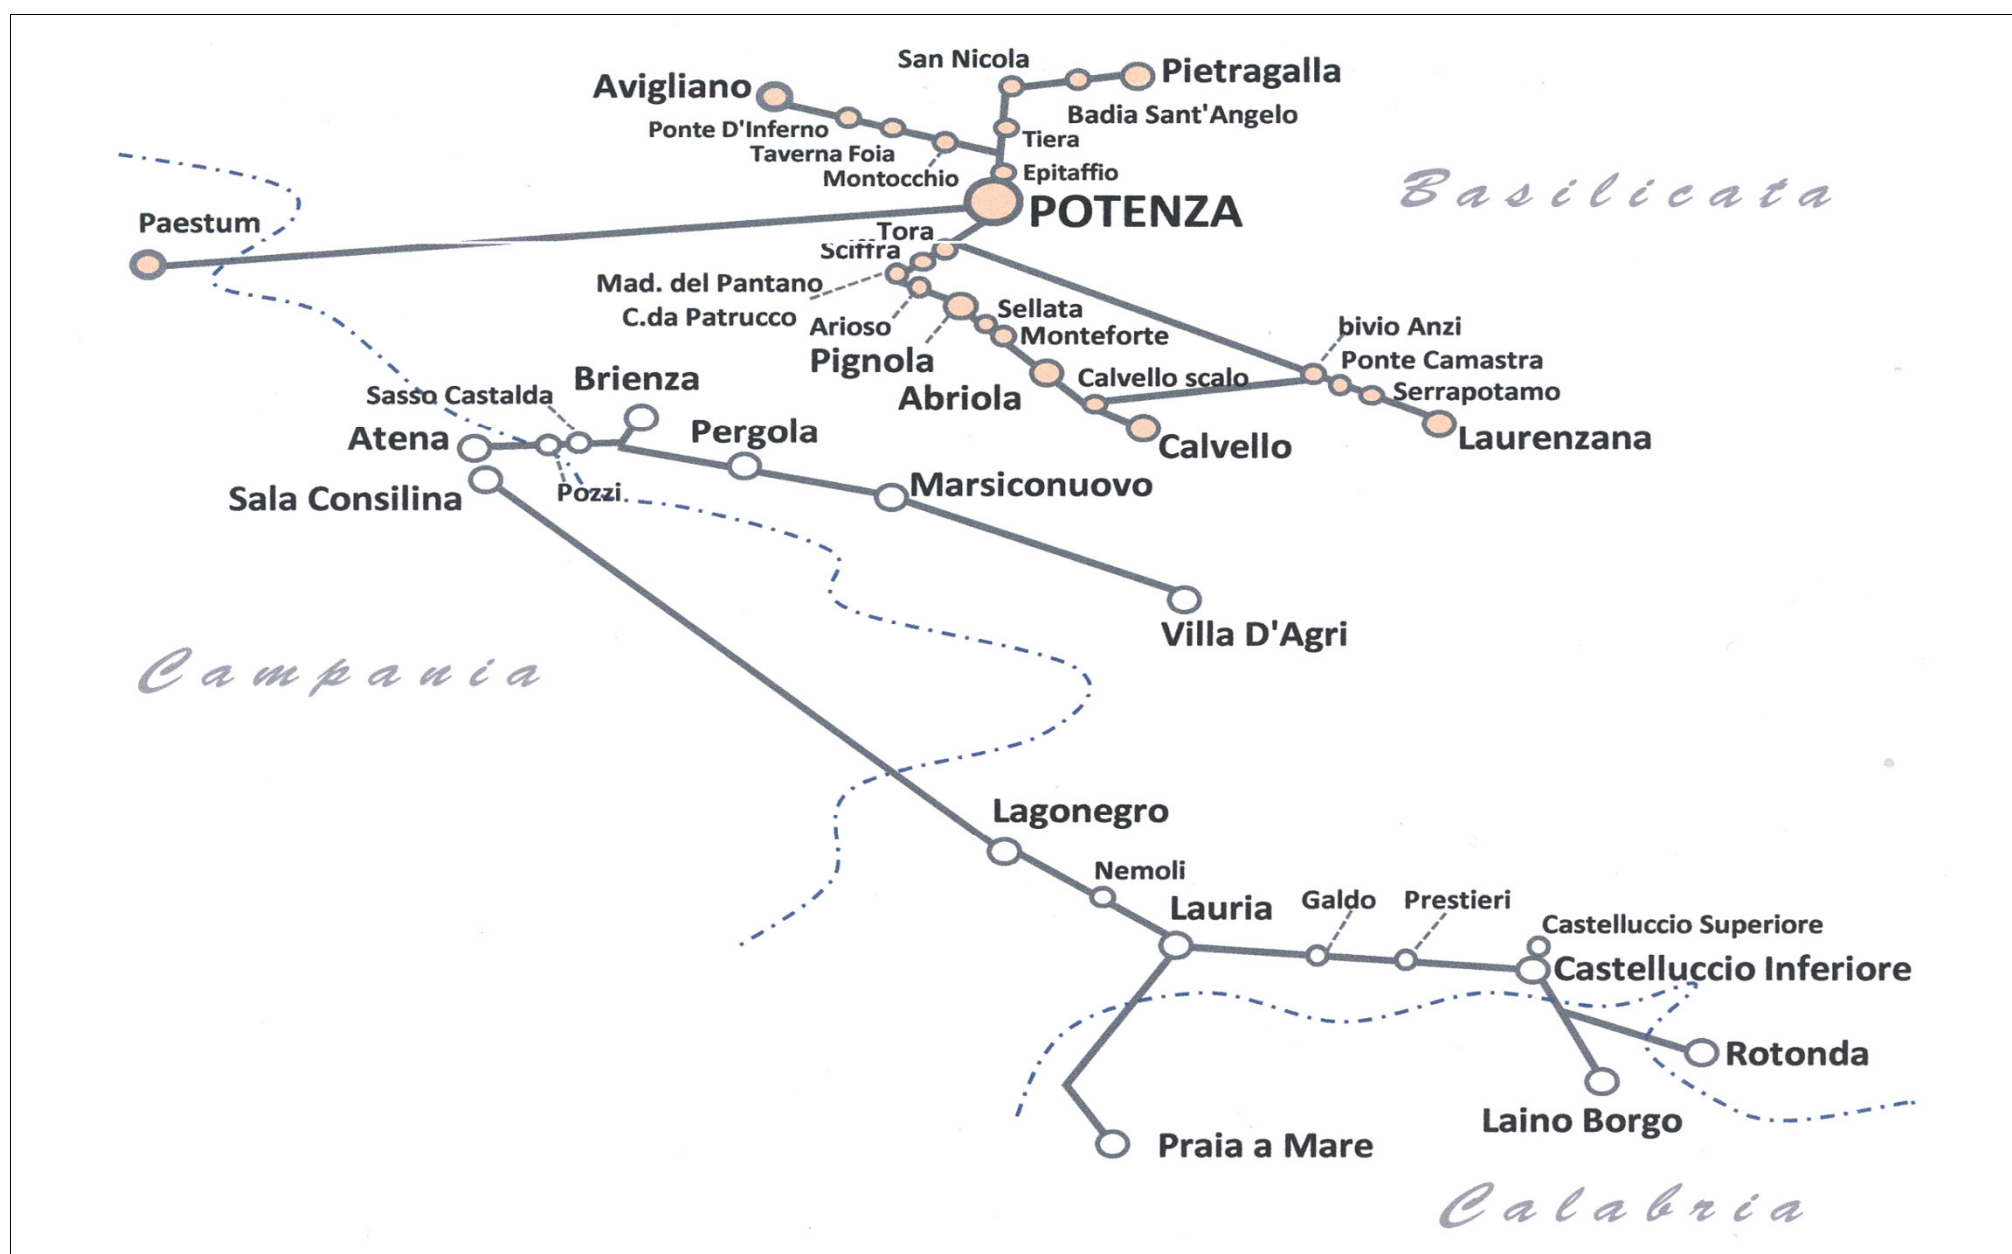 San Nicola
Pietragalla
Avigliano
Badia Sant'Angelo
Ponte D'Inferno
Tiera
Taverna Foia
Montocchio
Epitaffio
Basilicata
POTENZA
Paestum
Tora
Sciffra
Mad. del Pantano
C.da Patrucco
Arioso
Sellata
Monteforte
bivio Anzi
Pignola
Ponte Camastra
Calvello scalo
Serrapotamo
Brienza
Sasso Castalda
Abriola
Atena
Pergola
Laurenzana
Calvello
Marsiconuovo
Pozzi
Sala Consilina
Villa D'Agri
Campania
Lagonegro
Nemoli
Lauria
Galdo
Prestieri
Castelluccio Superiore
Castelluccio Inferiore
Rotonda
Laino Borgo
Praia a Mare
Calabria